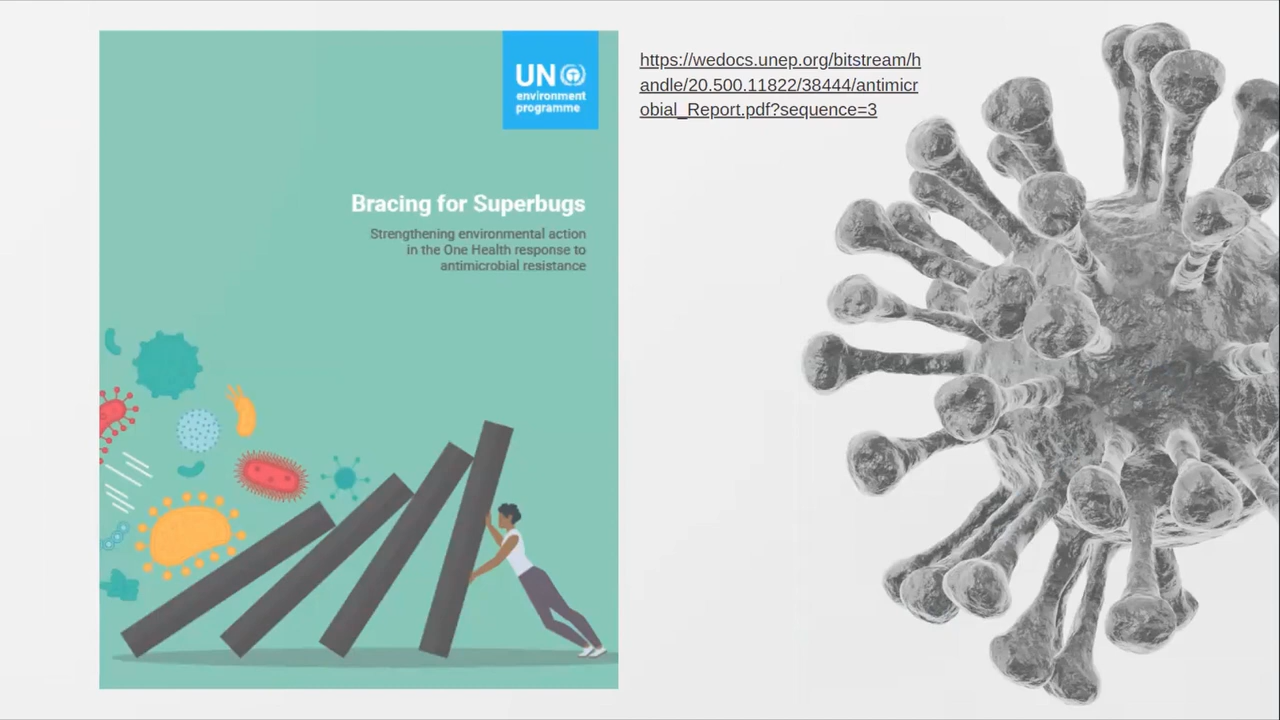 UN
environment
programme
Bracing for Superbugs
Strengthening environmental action
in the One Health response to
antimicrobial resistance
https://wedocs.unep.org/bitstream/h
andle/20.500.11822/38444/antimicr
obial_Report.pdf?sequence=3